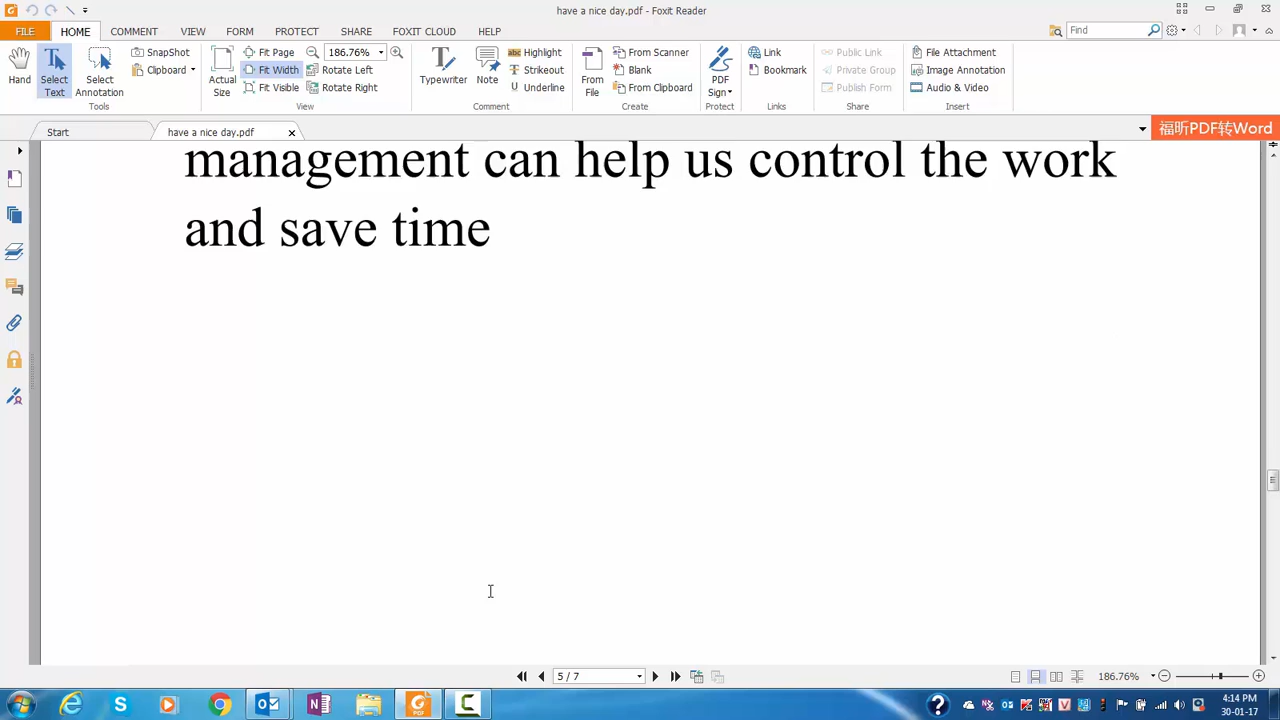 have a nice day.pdf - Foxit Reader
FILE HOME COMMENT VIEW FORM PROTECT SHARE FOXIT CLOUD HELP Find
Hand
Select Text
Select Annotation
SnapShot
Clipboard
Tools
Actual Size
Fit Page
Fit Width
Fit Visible
186.76%
Rotate Left
Rotate Right
View
Typewriter
Note
Highlight
Strikeout
Underline
Comment
From File
From Scanner
Blank
From Clipboard
Create
PDF Sign
Protect
Link
Bookmark
Links
Public Link
Private Group
Publish Form
Share
File Attachment
Image Annotation
Audio & Video
Insert
Start have a nice day.pdf 福昕PDF转Word
management can help us control the work
and save time
5 / 7 186.76%
4:14 PM
30-01-17